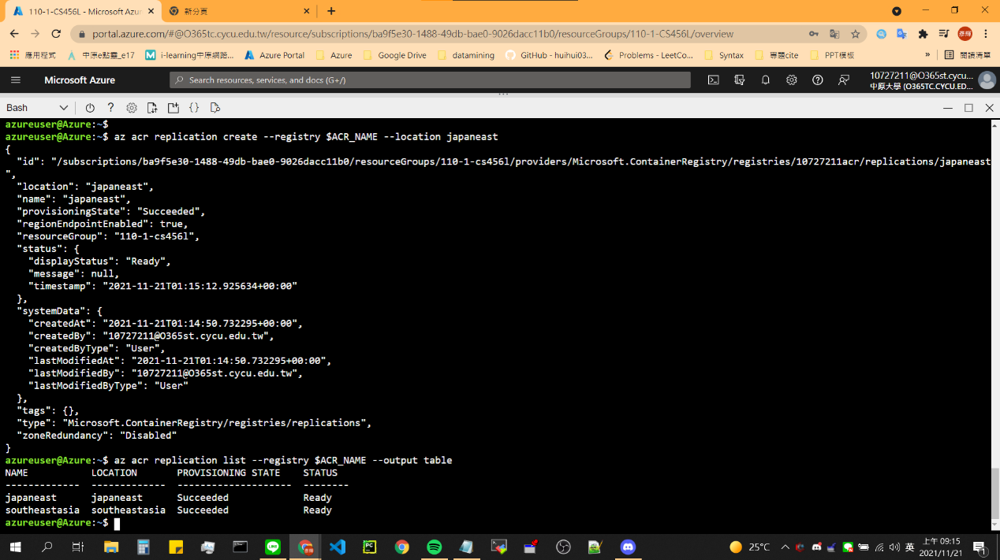 110-1-CS456L - Microsoft Azur
新分頁
portal.azure.com/#@O365tc.cycu.edu.tw/resource/subscriptions/ba9f5e30-1488-49db-bae0-9026dacc11b0/resourceGroups/110-1-CS456L/overview
應用程式
中原e點靈_e17
i-learning中原網路...
Azure Portal
Azure
Google Drive
datamining
GitHub - huihui03...
Problems - LeetCo...
Syntax
專題cite
PPT模板
»
閱讀清單
Microsoft Azure
Search resources, services, and docs (G+/)
10727211@O365st.cycu...
中原大學 (O365TC.CYCU.ED...
Bash
azureuser@Azure:~$
azureuser@Azure:~$ az acr replication create --registry $ACR_NAME --location japaneast
{
"id": "/subscriptions/ba9f5e30-1488-49db-bae0-9026dacc11b0/resourceGroups/110-1-cs456l/providers/Microsoft.ContainerRegistry/registries/10727211acr/replications/japaneast
",
"location": "japaneast",
"name": "japaneast",
"provisioningState": "Succeeded",
"regionEndpointEnabled": true,
"resourceGroup": "110-1-cs456l",
"status": {
"displayStatus": "Ready",
"message": null,
"timestamp": "2021-11-21T01:15:12.925634+00:00"
},
"systemData": {
"createdAt": "2021-11-21T01:14:50.732295+00:00",
"createdBy": "10727211@O365st.cycu.edu.tw",
"createdByType": "User",
"lastModifiedAt": "2021-11-21T01:14:50.732295+00:00",
"lastModifiedBy": "10727211@O365st.cycu.edu.tw",
"lastModifiedByType": "User"
},
"tags": {},
"type": "Microsoft.ContainerRegistry/registries/replications",
"zoneRedundancy": "Disabled"
}
azureuser@Azure:~$ az acr replication list --registry $ACR_NAME --output table
NAME LOCATION PROVISIONING STATE STATUS
------------- ------------- -------------------- --------
japaneast japaneast Succeeded Ready
southeastasia southeastasia Succeeded Ready
azureuser@Azure:~$
25°C
英
上午 09:15
2021/11/21
1